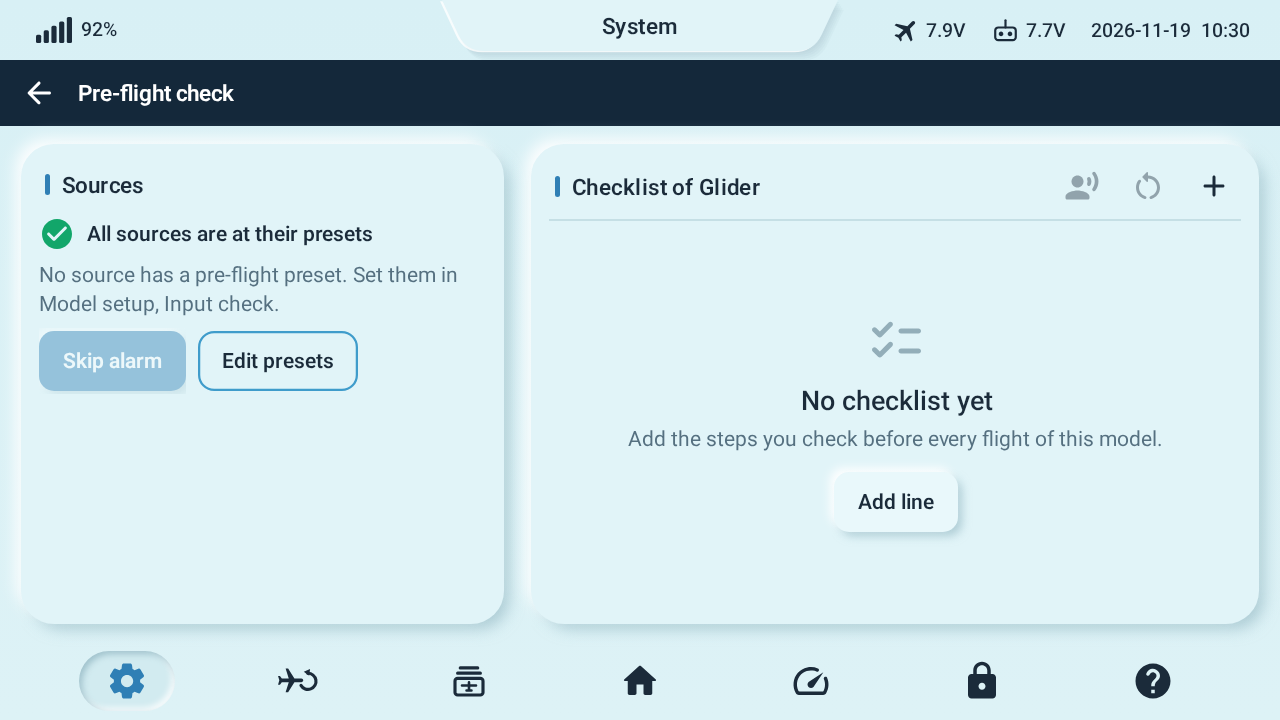 92%
System
7.9V
7.7V
2026-11-19 10:30
Pre-flight check
Sources
All sources are at their presets
No source has a pre-flight preset. Set them in
Model setup, Input check.
Skip alarm
Edit presets
Checklist of Glider
No checklist yet
Add the steps you check before every flight of this model.
Add line